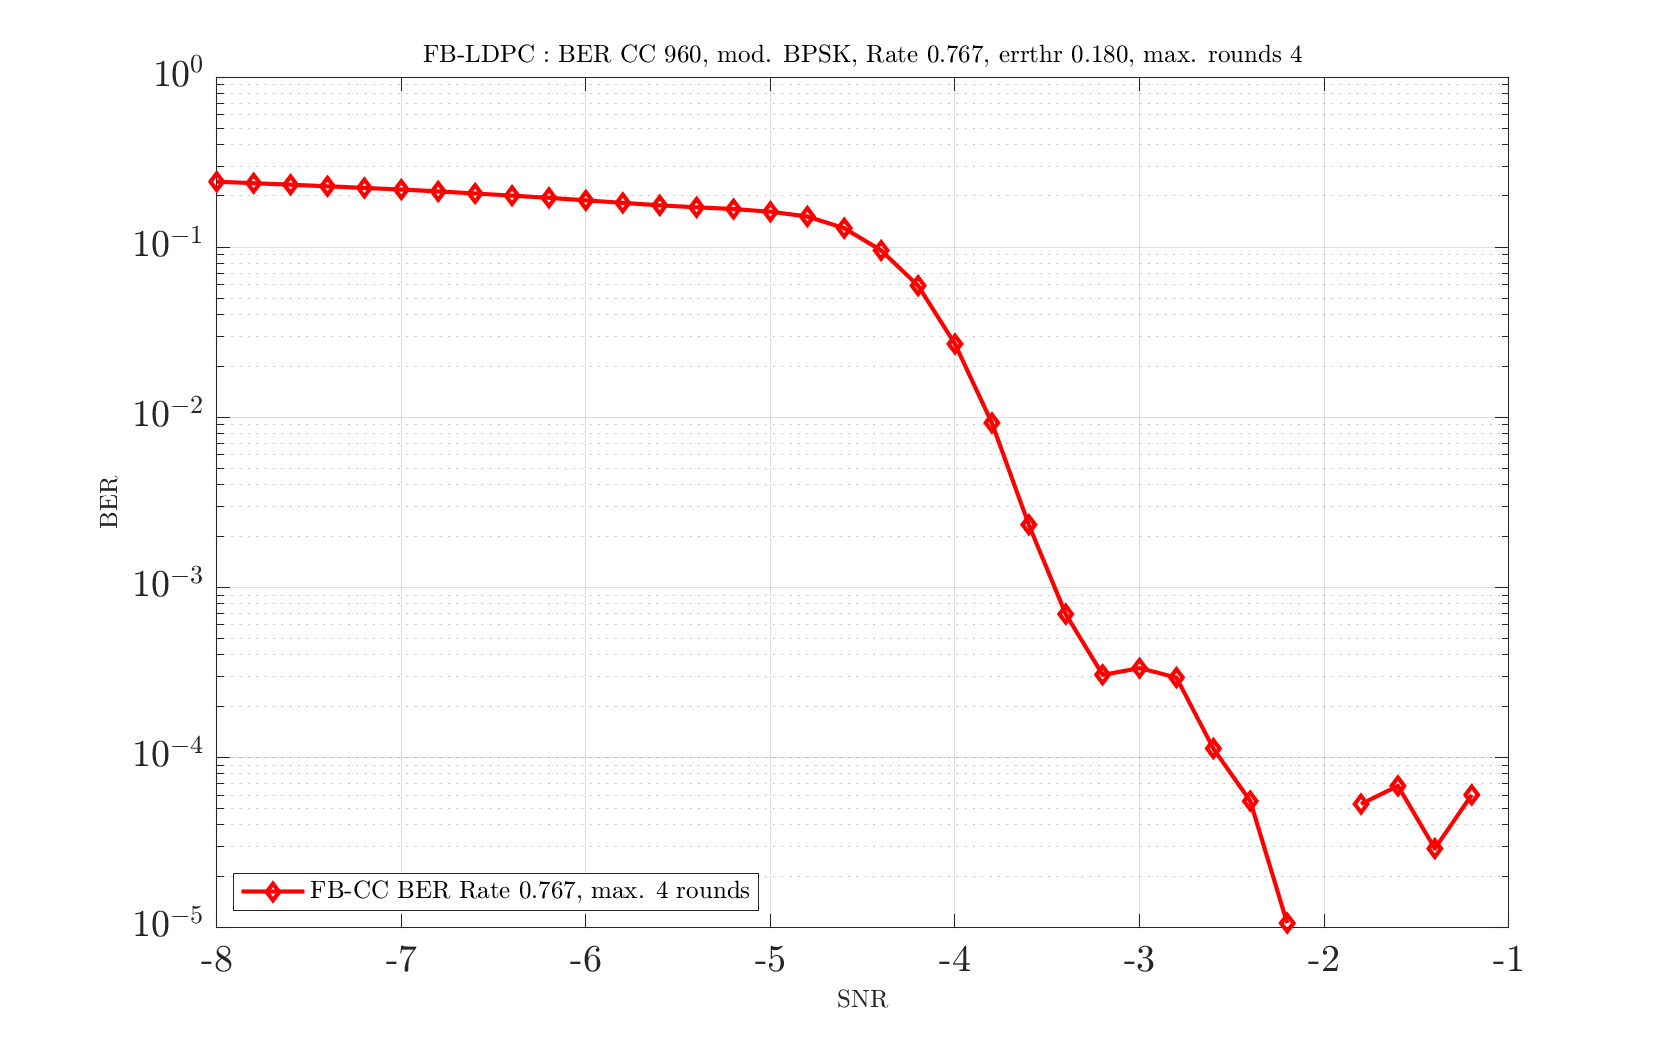 FB-LDPC : BER CC 960, mod. BPSK, Rate 0.767, errthr 0.180, max. rounds 4
10^0
10^-1
10^-2
10^-3
10^-4
10^-5
BER
FB-CC BER Rate 0.767, max. 4 rounds
-8 -7 -6 -5 -4 -3 -2 -1
SNR